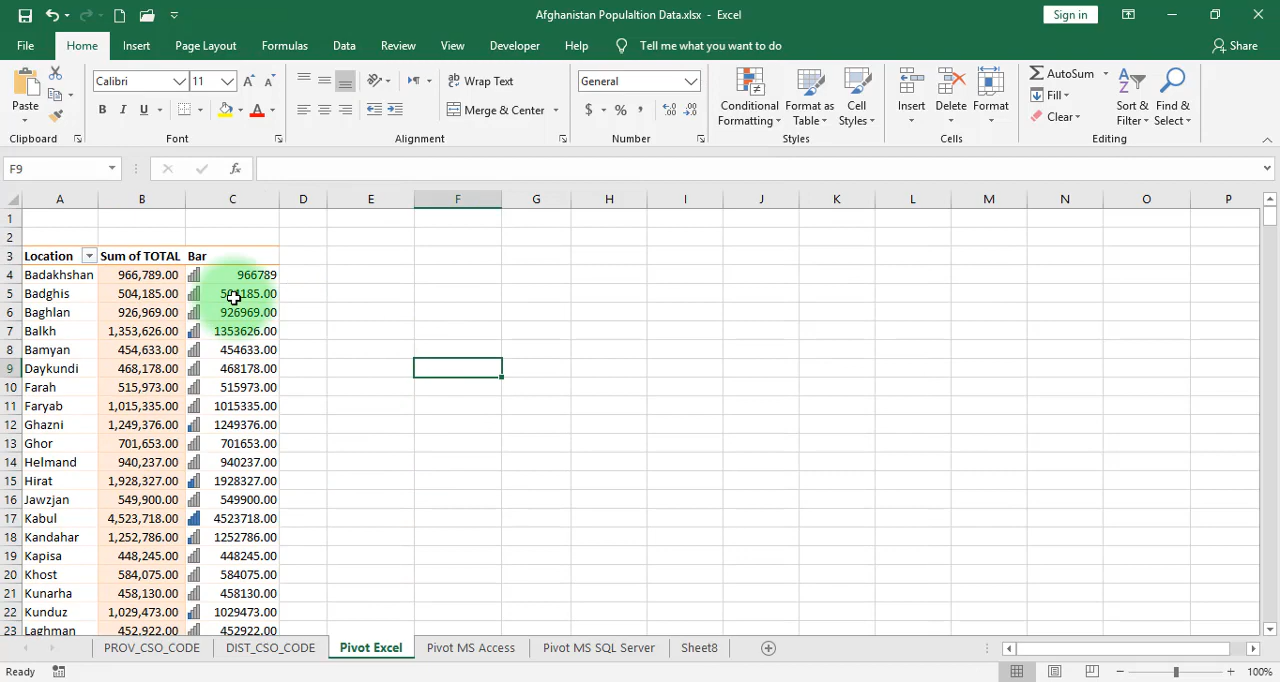 Afghanistan Populaltion Data.xlsx - Excel
Sign in
File Home Insert Page Layout Formulas Data Review View Developer Help Tell me what you want to do Share
Calibri 11 Wrap Text General AutoSum
Paste Merge & Center $ % , Conditional Formatting Format as Table Cell Styles Insert Delete Format Fill Clear Sort & Filter Find & Select
B I U A
Clipboard Font Alignment Number Styles Cells Editing
F9 fx
A B C D E F G H I J K L M N O P
1
2
3 Location Sum of TOTAL Bar
4 Badakhshan 966,789.00 966789
5 Badghis 504,185.00 504185.00
6 Baghlan 926,969.00 926969.00
7 Balkh 1,353,626.00 1353626.00
8 Bamyan 454,633.00 454633.00
9 Daykundi 468,178.00 468178.00
10 Farah 515,973.00 515973.00
11 Faryab 1,015,335.00 1015335.00
12 Ghazni 1,249,376.00 1249376.00
13 Ghor 701,653.00 701653.00
14 Helmand 940,237.00 940237.00
15 Hirat 1,928,327.00 1928327.00
16 Jawzjan 549,900.00 549900.00
17 Kabul 4,523,718.00 4523718.00
18 Kandahar 1,252,786.00 1252786.00
19 Kapisa 448,245.00 448245.00
20 Khost 584,075.00 584075.00
21 Kunarha 458,130.00 458130.00
22 Kunduz 1,029,473.00 1029473.00
23 Laghman 452,922.00 452922.00
PROV_CSO_CODE DIST_CSO_CODE Pivot Excel Pivot MS Access Pivot MS SQL Server Sheet8
Ready 100%